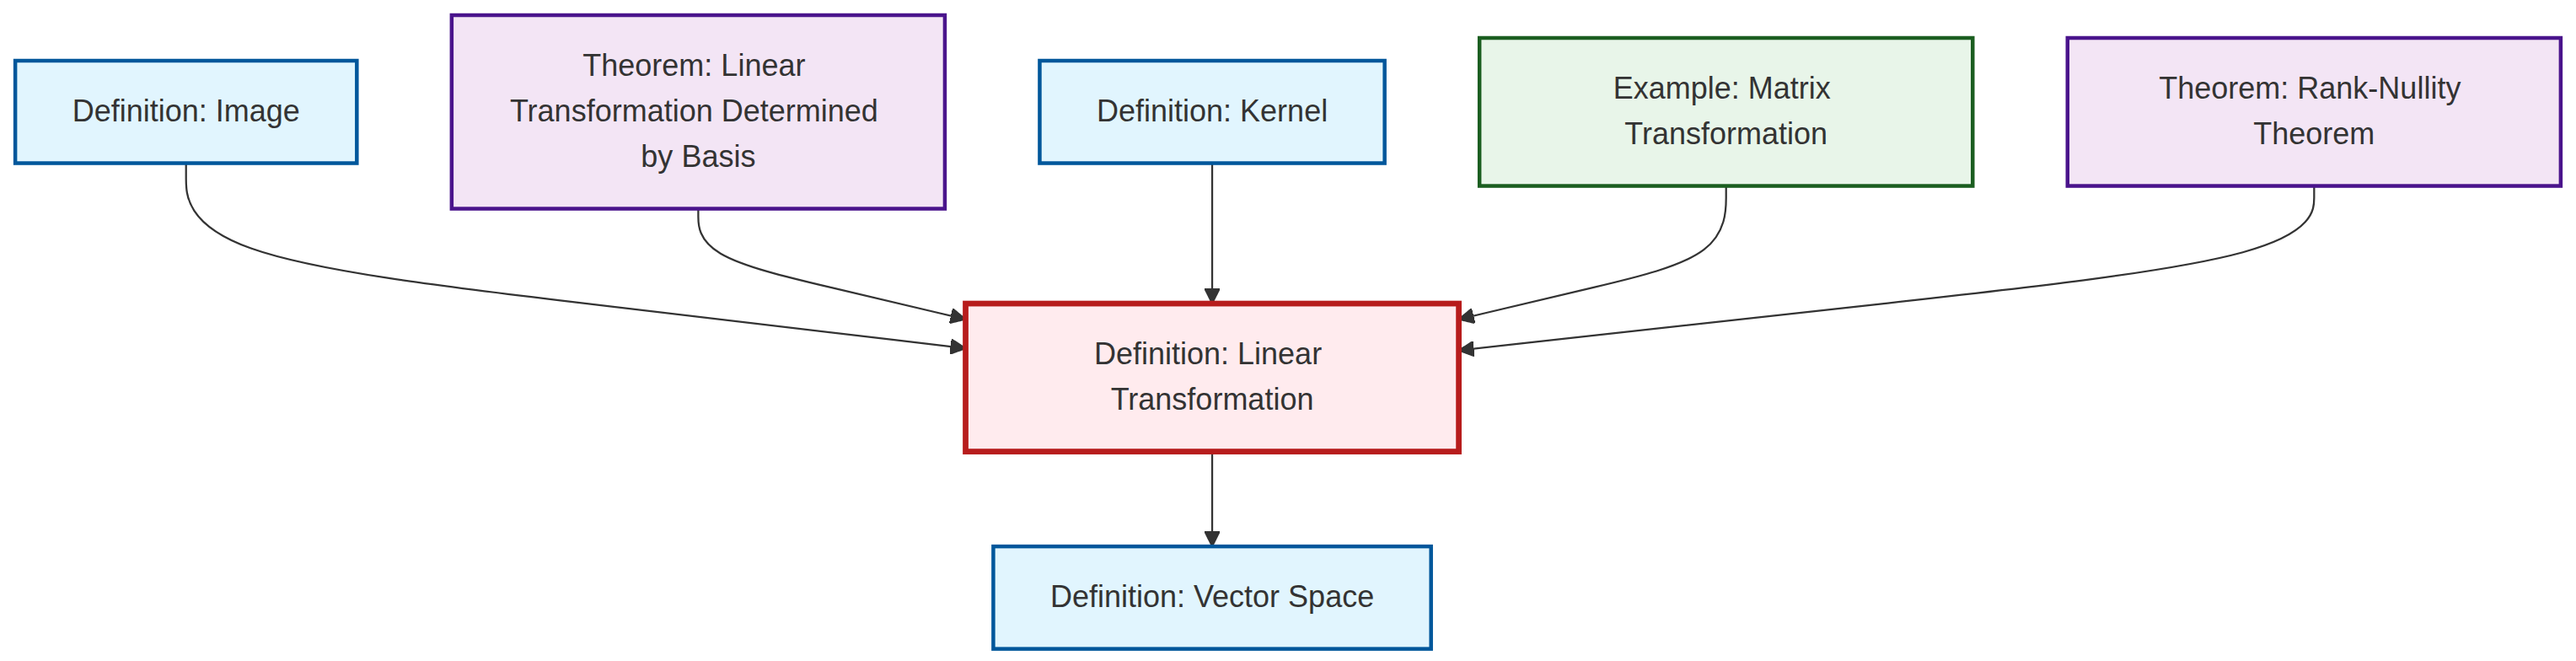 Definition: Image
Theorem: Linear
Transformation Determined
by Basis
Definition: Kernel
Example: Matrix
Transformation
Theorem: Rank-Nullity
Theorem
Definition: Linear
Transformation
Definition: Vector Space